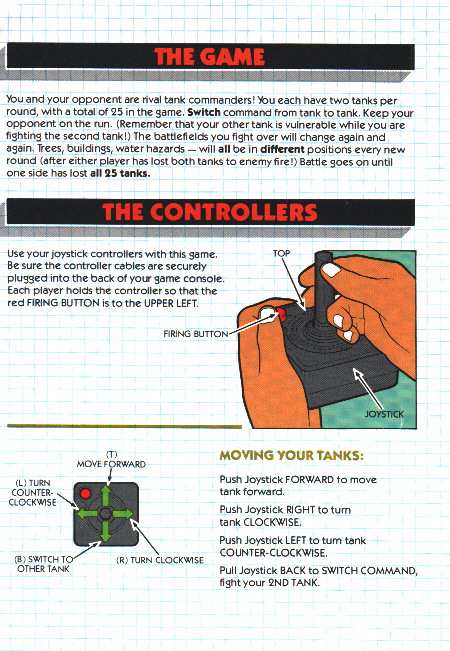 THE GAME
You and your opponent are rival tank commanders! You each have two tanks per
round, with a total of 25 in the game. Switch command from tank to tank. Keep your
opponent on the run. (Remember that your other tank is vulnerable while you are
fighting the second tank!) The battlefields you fight over will change again and
again. Trees, buildings, water hazards — will all be in different positions every new
round (after either player has lost both tanks to enemy fire!) Battle goes on until
one side has lost all 25 tanks.
THE CONTROLLERS
Use your joystick controllers with this game.
Be sure the controller cables are securely
plugged into the back of your game console.
Each player holds the controller so that the
red FIRING BUTTON is to the UPPER LEFT.
TOP
FIRING BUTTON
JOYSTICK
(T)
MOVE FORWARD
(L) TURN
COUNTER-
CLOCKWISE
(B) SWITCH TO
OTHER TANK
(R) TURN CLOCKWISE
MOVING YOUR TANKS:
Push Joystick FORWARD to move
tank forward.
Push Joystick RIGHT to turn
tank CLOCKWISE.
Push Joystick LEFT to turn tank
COUNTER-CLOCKWISE.
Pull Joystick BACK to SWITCH COMMAND,
fight your 2ND TANK.